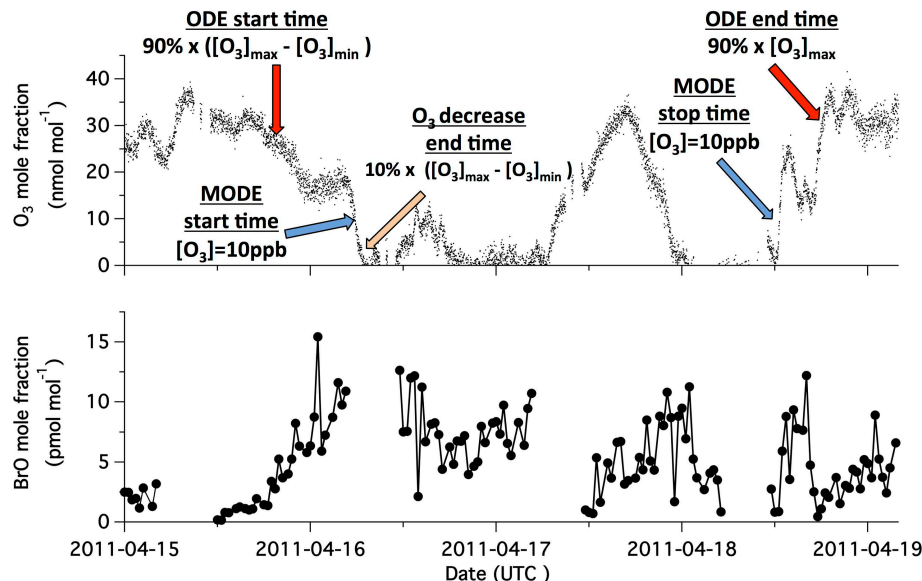 ODE start time
90% x ([O₃]max - [O₃]min )
ODE end time
90% x [O₃]max
MODE
stop time
[O₃]=10ppb
O₃ decrease
end time
10% x ([O₃]max - [O₃]min )
MODE
start time
[O₃]=10ppb
O₃ mole fraction
(nmol mol⁻¹)
40
30
20
10
0
BrO mole fraction
(pmol mol⁻¹)
15
10
5
0
2011-04-15
2011-04-16
2011-04-17
2011-04-18
2011-04-19
Date (UTC )